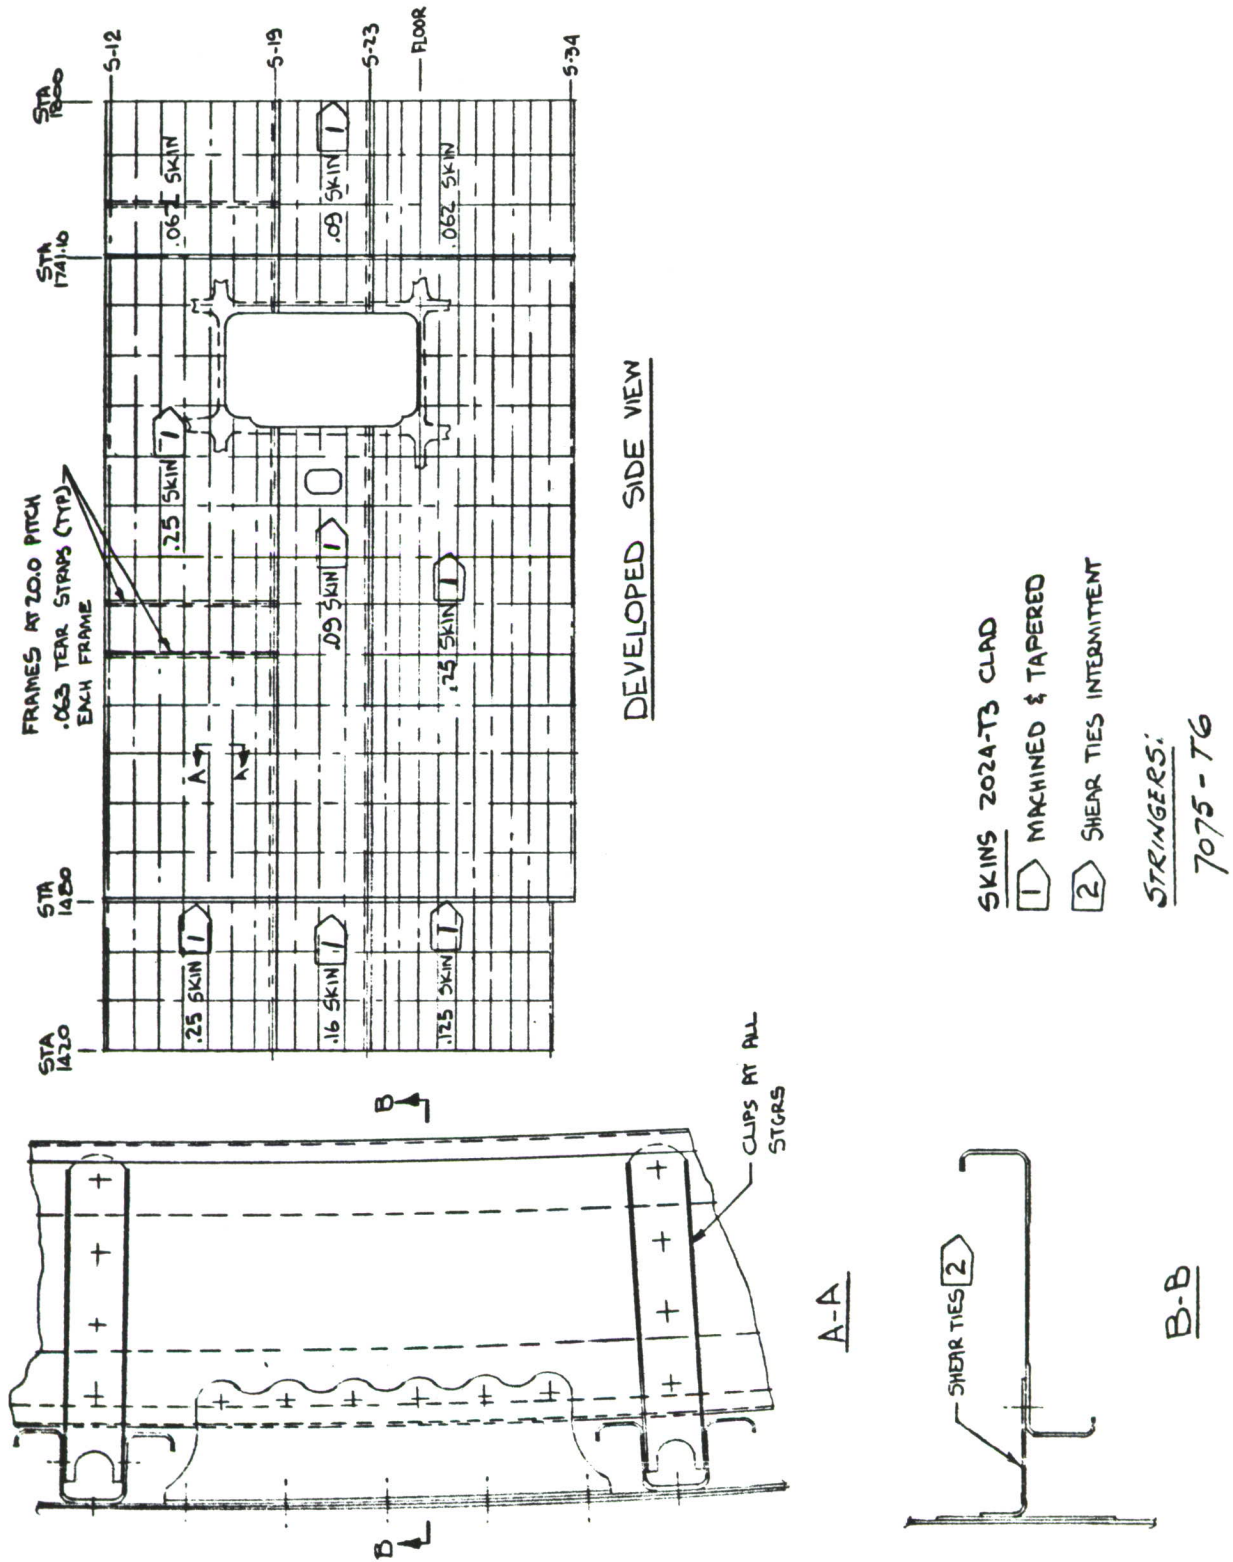 FRAMES AT 20.0 PITCH
.063 TEAR STRAPS (TYP)
EACH FRAME
STA
1420
STA
1480
STA
1741.10
STA
1800
S-12
S-19
S-23
FLOOR
S-34
.25 SKIN 1
.25 SKIN 1
.062 SKIN
A
A
.16 SKIN 1
.09 SKIN 1
.09 SKIN 1
.125 SKIN 1
.25 SKIN 1
.062 SKIN
DEVELOPED SIDE VIEW
B
B
CLIPS AT ALL
STGRS
A-A
SHEAR TIES 2
B-B
SKINS 2024-T3 CLAD
1 MACHINED & TAPERED
2 SHEAR TIES INTERMITTENT
STRINGERS:
7075-T6